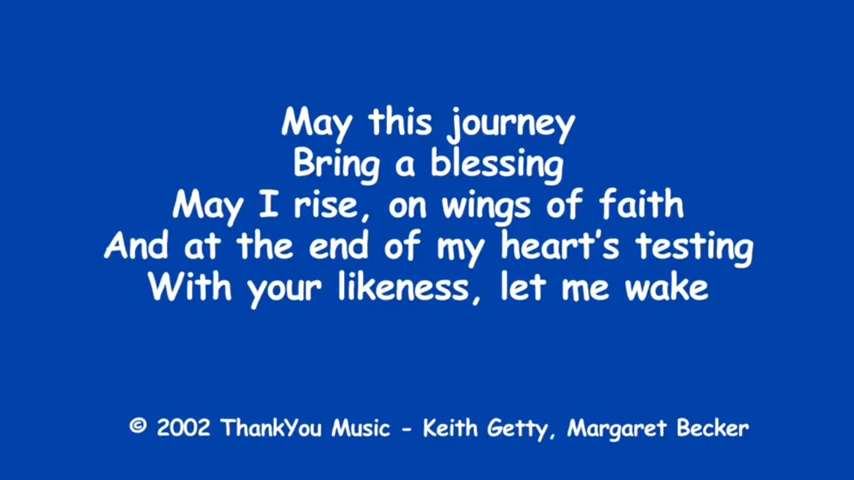 May this journey
Bring a blessing
May I rise, on wings of faith
And at the end of my heart's testing
With your likeness, let me wake
© 2002 ThankYou Music - Keith Getty, Margaret Becker